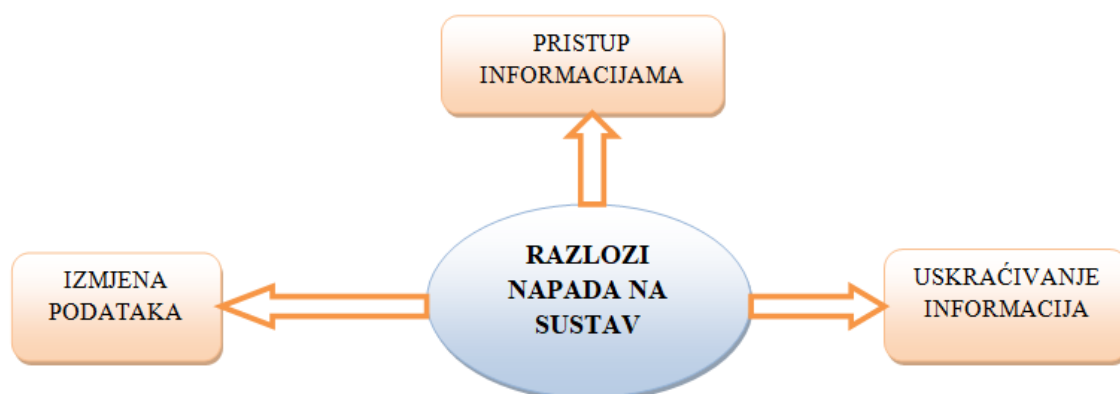 PRISTUP
INFORMACIJAMA
RAZLOZI
NAPADA NA
SUSTAV
IZMJENA
PODATAKA
USKRAĆIVANJE
INFORMACIJA